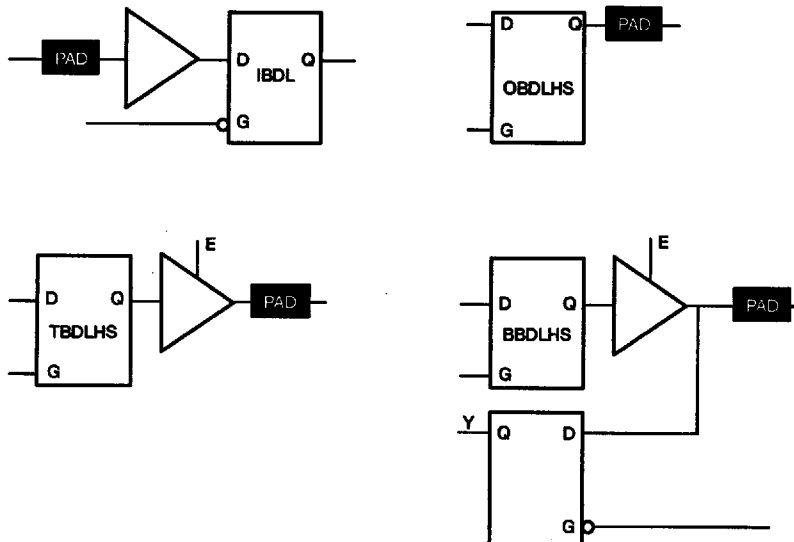 PAD
D Q
IBDL
G
D Q PAD
OBDLHS
G
E
D Q PAD
TBDLHS
G
E
D Q PAD
BBDLHS
G
Y Q D
G